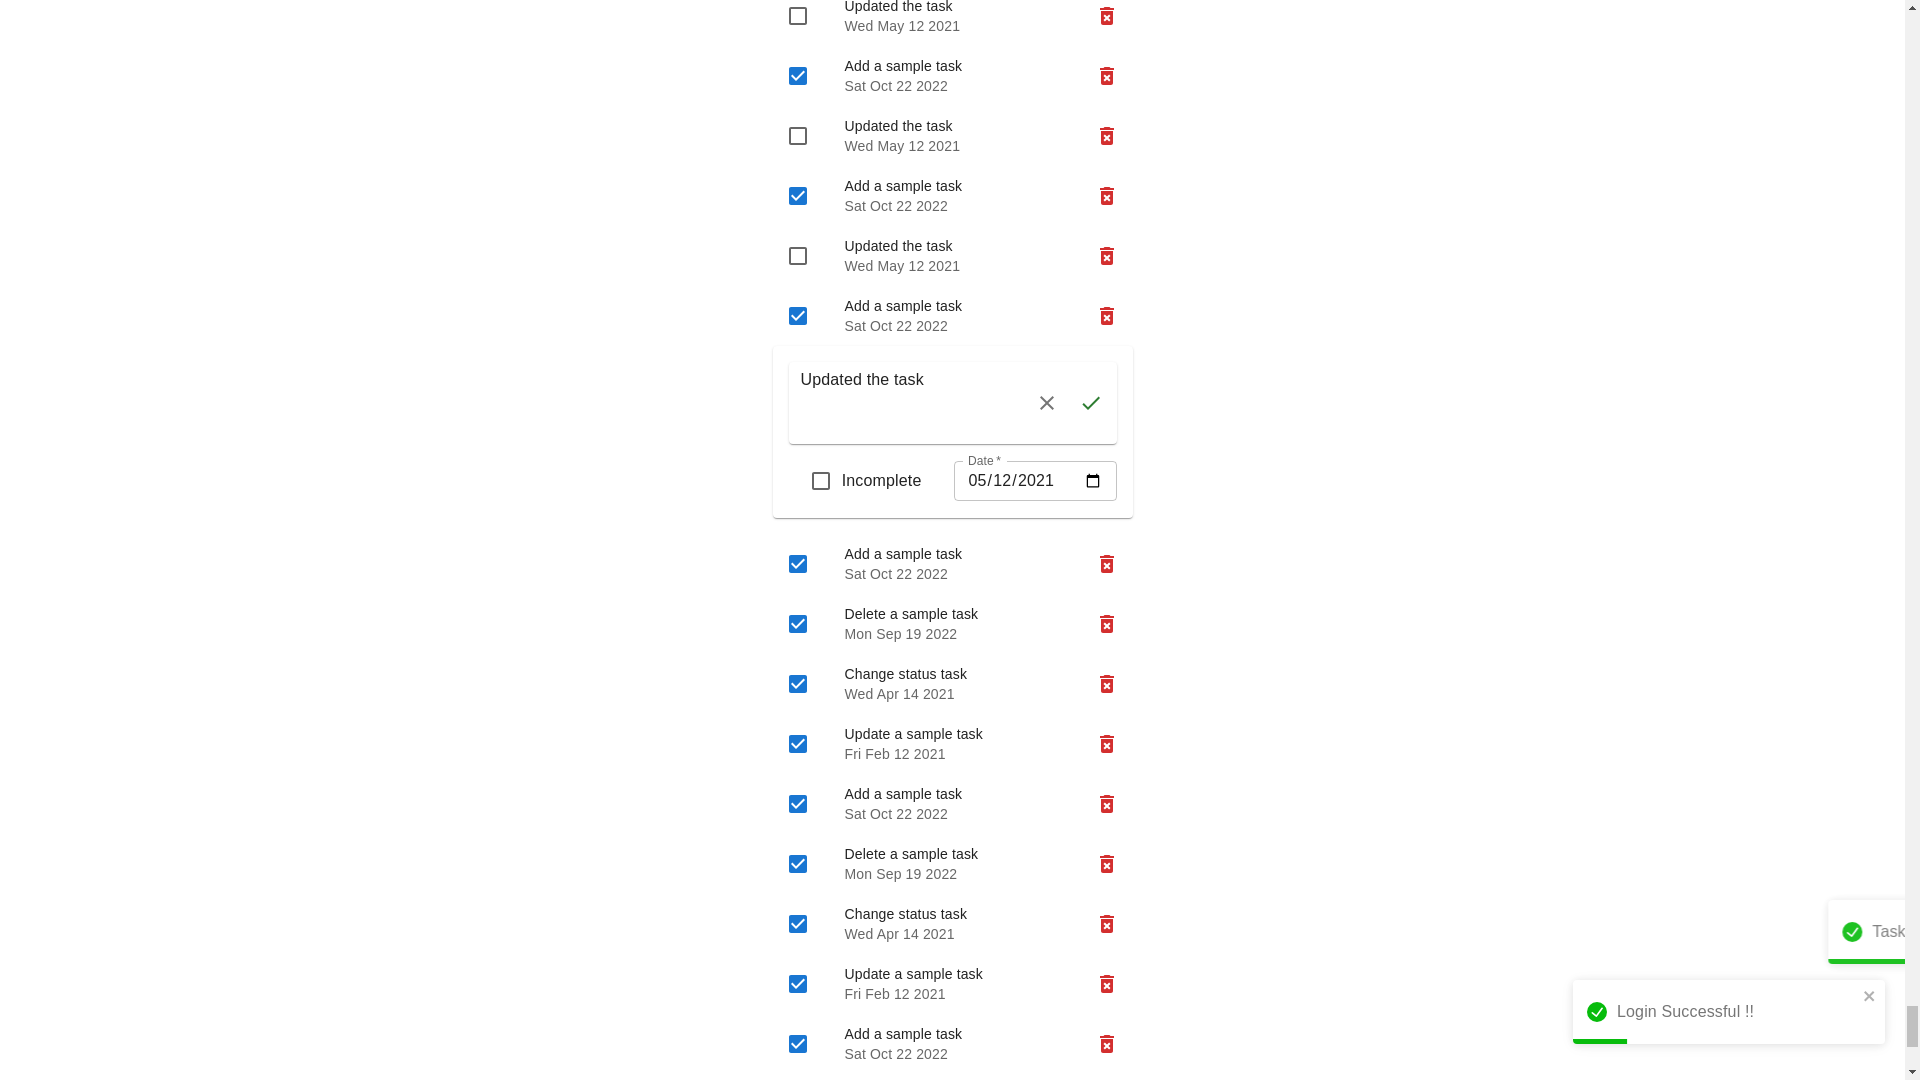 Updated the task
Wed May 12 2021
Add a sample task
Sat Oct 22 2022
Updated the task
Wed May 12 2021
Add a sample task
Sat Oct 22 2022
Updated the task
Wed May 12 2021
Add a sample task
Sat Oct 22 2022
Updated the task
Incomplete
Date *
05/12/2021
Add a sample task
Sat Oct 22 2022
Delete a sample task
Mon Sep 19 2022
Change status task
Wed Apr 14 2021
Update a sample task
Fri Feb 12 2021
Add a sample task
Sat Oct 22 2022
Delete a sample task
Mon Sep 19 2022
Change status task
Wed Apr 14 2021
Update a sample task
Fri Feb 12 2021
Add a sample task
Sat Oct 22 2022
Task
Login Successful !!